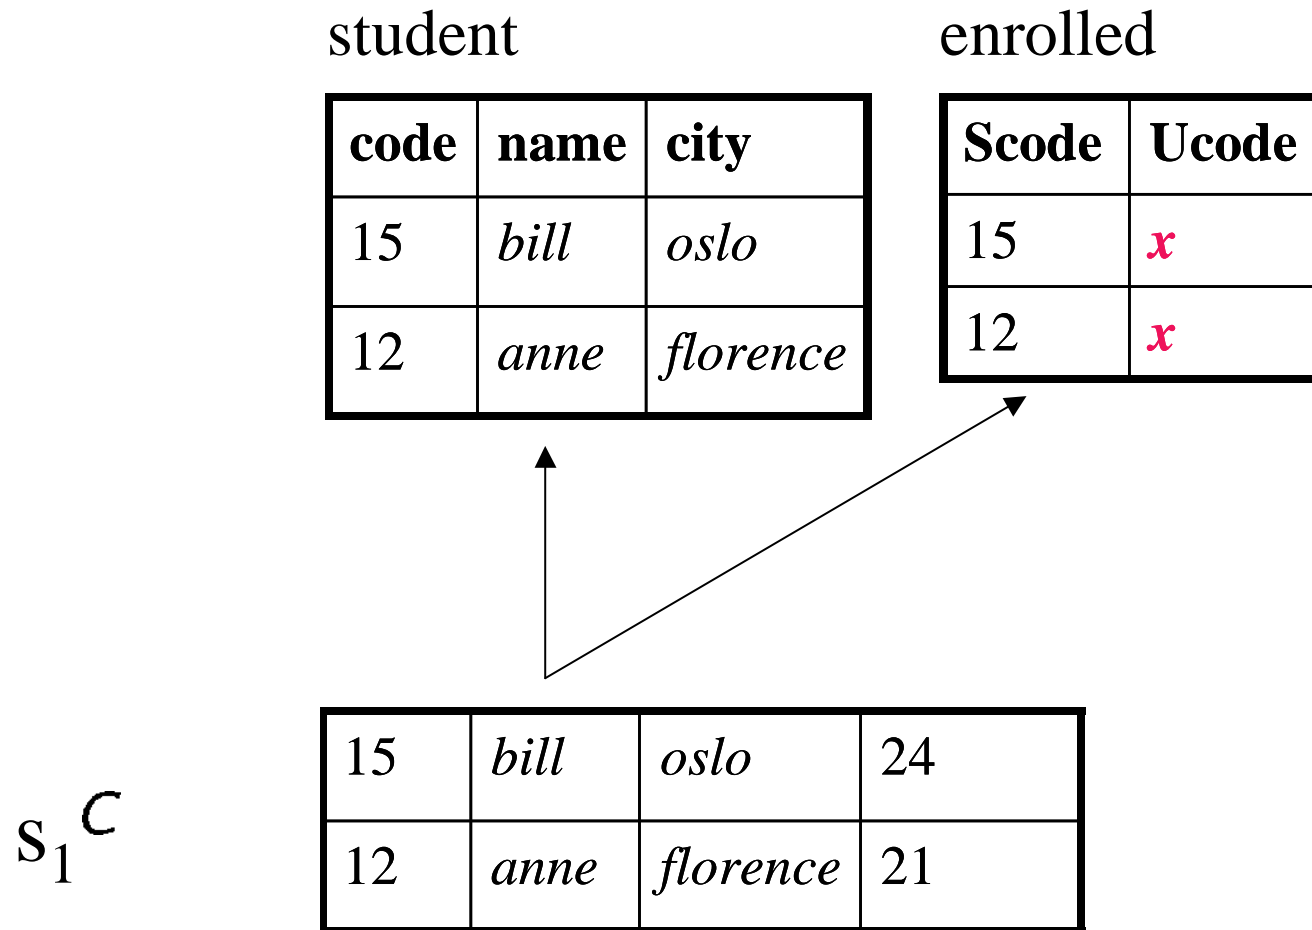 student enrolled
code name city Scode Ucode
15 bill oslo 15 x
12 anne florence 12 x
15 bill oslo 24
s₁ᶜ
12 anne florence 21